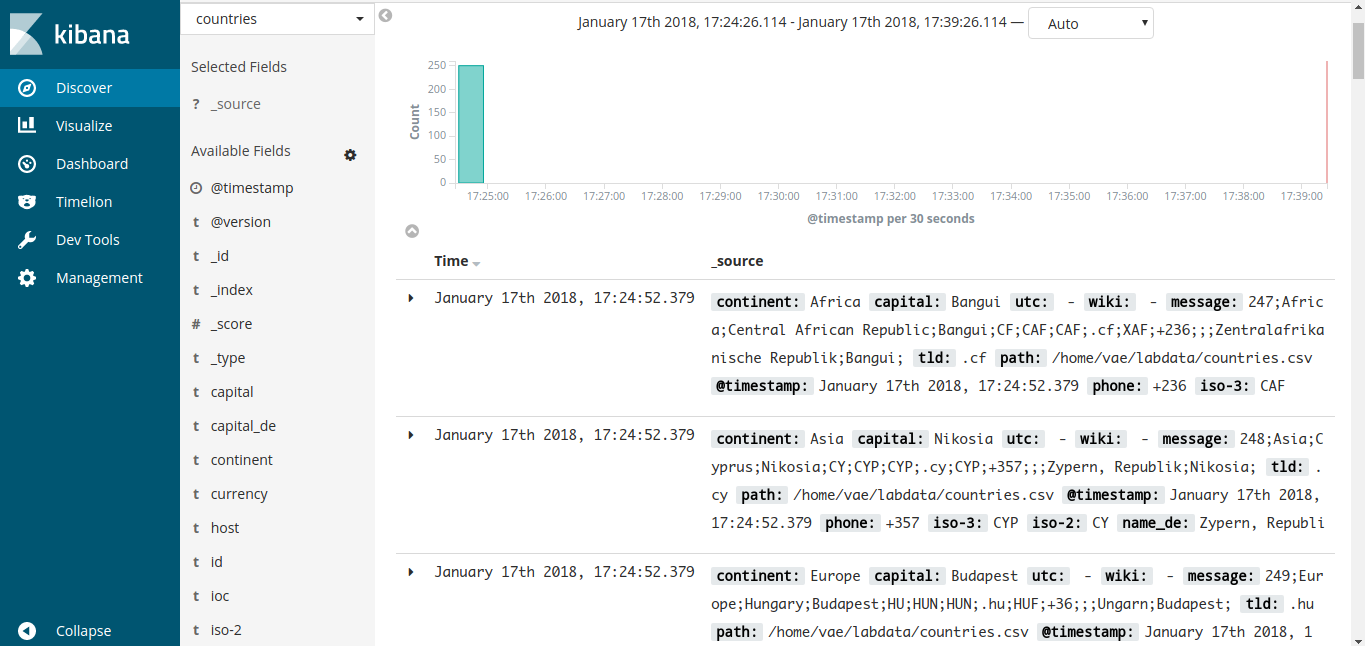 kibana
Discover
Visualize
Dashboard
Timelion
Dev Tools
Management
Collapse
countries
Selected Fields
? _source
Available Fields
@timestamp
t @version
t _id
t _index
# _score
t _type
t capital
t capital_de
t continent
t currency
t host
t id
t ioc
t iso-2
January 17th 2018, 17:24:26.114 - January 17th 2018, 17:39:26.114 — Auto
Count
250
200
150
100
50
0
17:25:00 17:26:00 17:27:00 17:28:00 17:29:00 17:30:00 17:31:00 17:32:00 17:33:00 17:34:00 17:35:00 17:36:00 17:37:00 17:38:00 17:39:00
@timestamp per 30 seconds
Time _source
January 17th 2018, 17:24:52.379 continent: Africa capital: Bangui utc: - wiki: - message: 247;Afric
a;Central African Republic;Bangui;CF;CAF;CAF;.cf;XAF;+236;;;Zentralafrika
nische Republik;Bangui; tld: .cf path: /home/vae/labdata/countries.csv
@timestamp: January 17th 2018, 17:24:52.379 phone: +236 iso-3: CAF
January 17th 2018, 17:24:52.379 continent: Asia capital: Nikosia utc: - wiki: - message: 248;Asia;C
yprus;Nikosia;CY;CYP;CYP;.cy;CYP;+357;;;Zypern, Republik;Nikosia; tld: .
cy path: /home/vae/labdata/countries.csv @timestamp: January 17th 2018,
17:24:52.379 phone: +357 iso-3: CYP iso-2: CY name_de: Zypern, Republi
January 17th 2018, 17:24:52.379 continent: Europe capital: Budapest utc: - wiki: - message: 249;Eur
ope;Hungary;Budapest;HU;HUN;HUN;.hu;HUF;+36;;;Ungarn;Budapest; tld: .hu
path: /home/vae/labdata/countries.csv @timestamp: January 17th 2018, 1